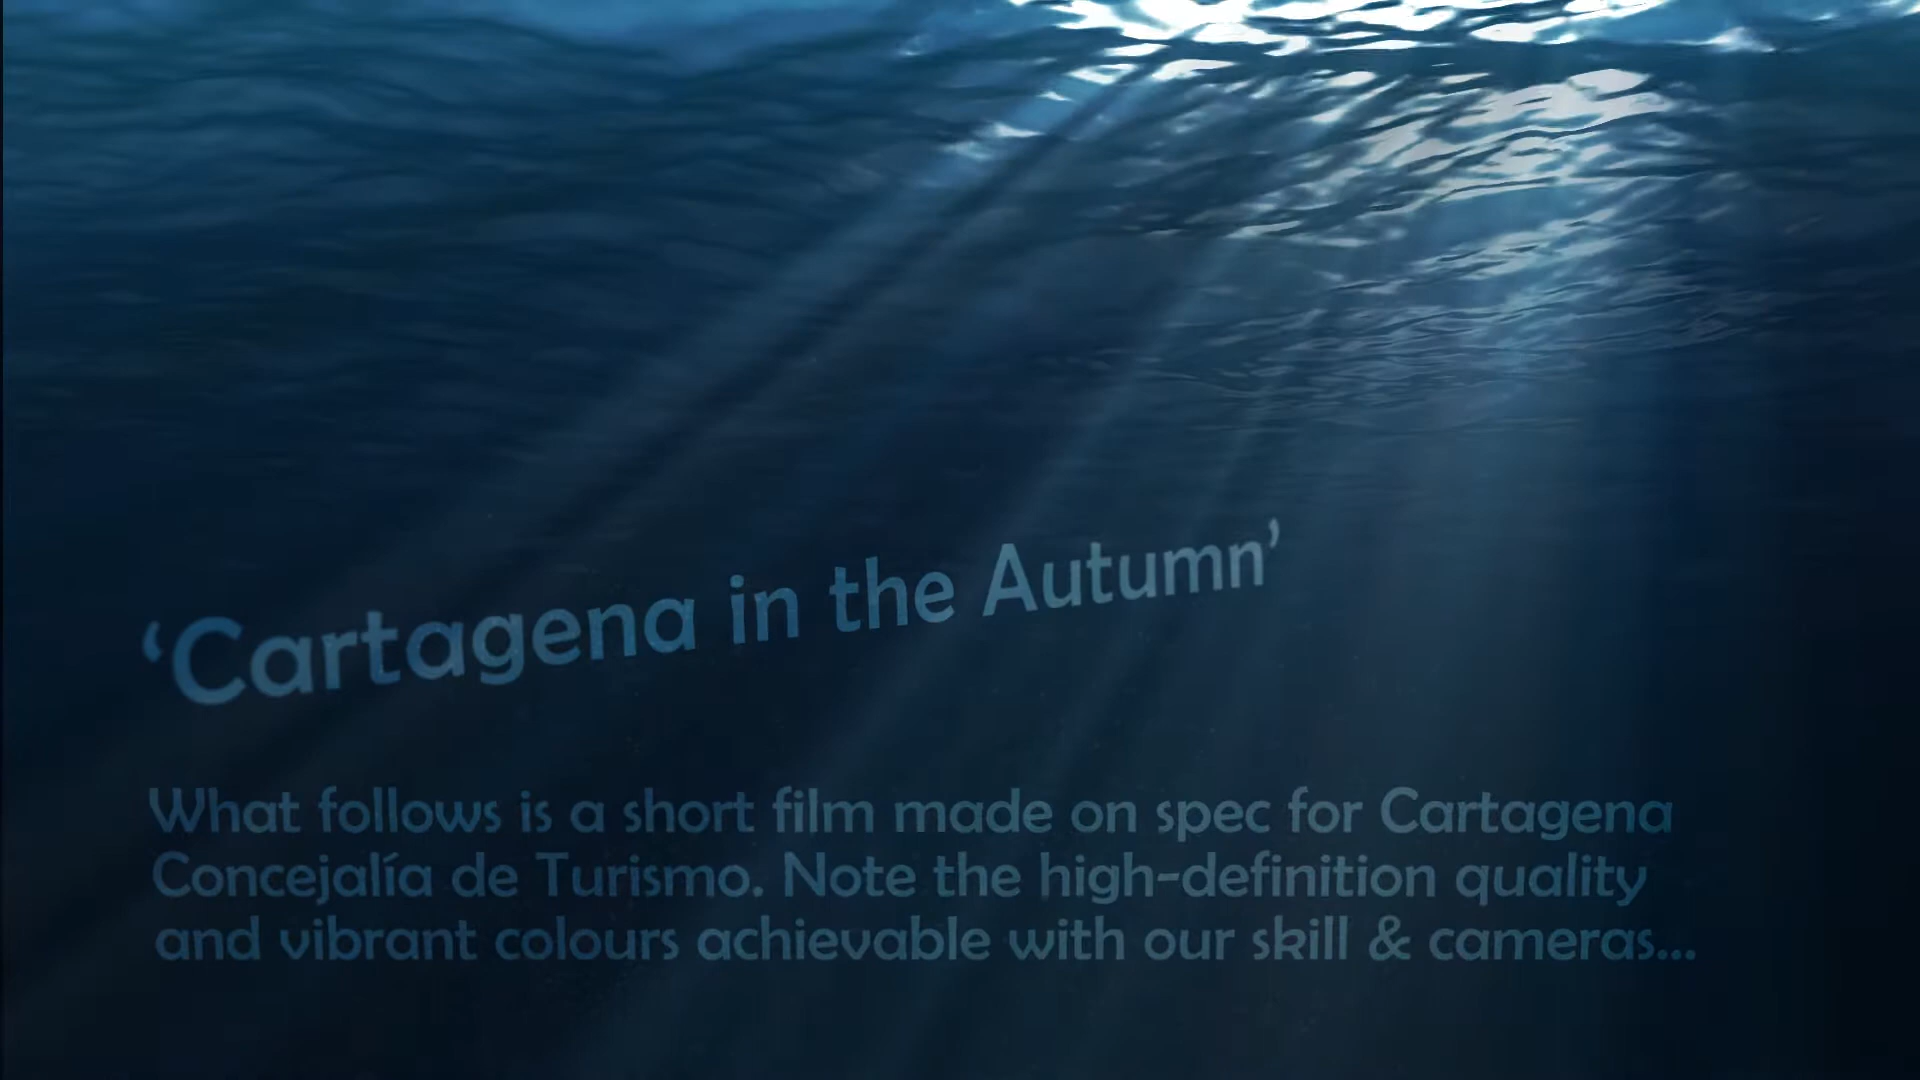 ‘Cartagena in the Autumn’
What follows is a short film made on spec for Cartagena
Concejalía de Turismo. Note the high-definition quality
and vibrant colours achievable with our skill & cameras...